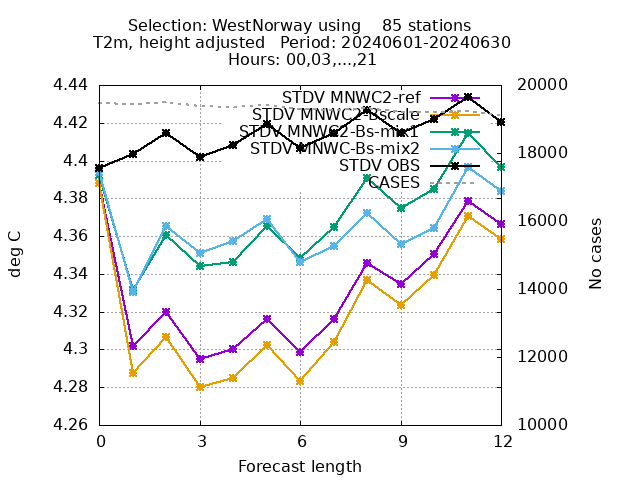 Selection: WestNorway using    85 stations
T2m, height adjusted   Period: 20240601-20240630
Hours: 00,03,...,21
4.44
4.42
4.4
4.38
4.36
4.34
4.32
4.3
4.28
4.26
20000
18000
16000
14000
12000
10000
deg C
No cases
STDV MNWC2-ref
STDV MNWC2-Bscale
STDV MNWC2-Bs-mix1
STDV MNWC-Bs-mix2
STDV OBS
CASES
0 3 6 9 12
Forecast length